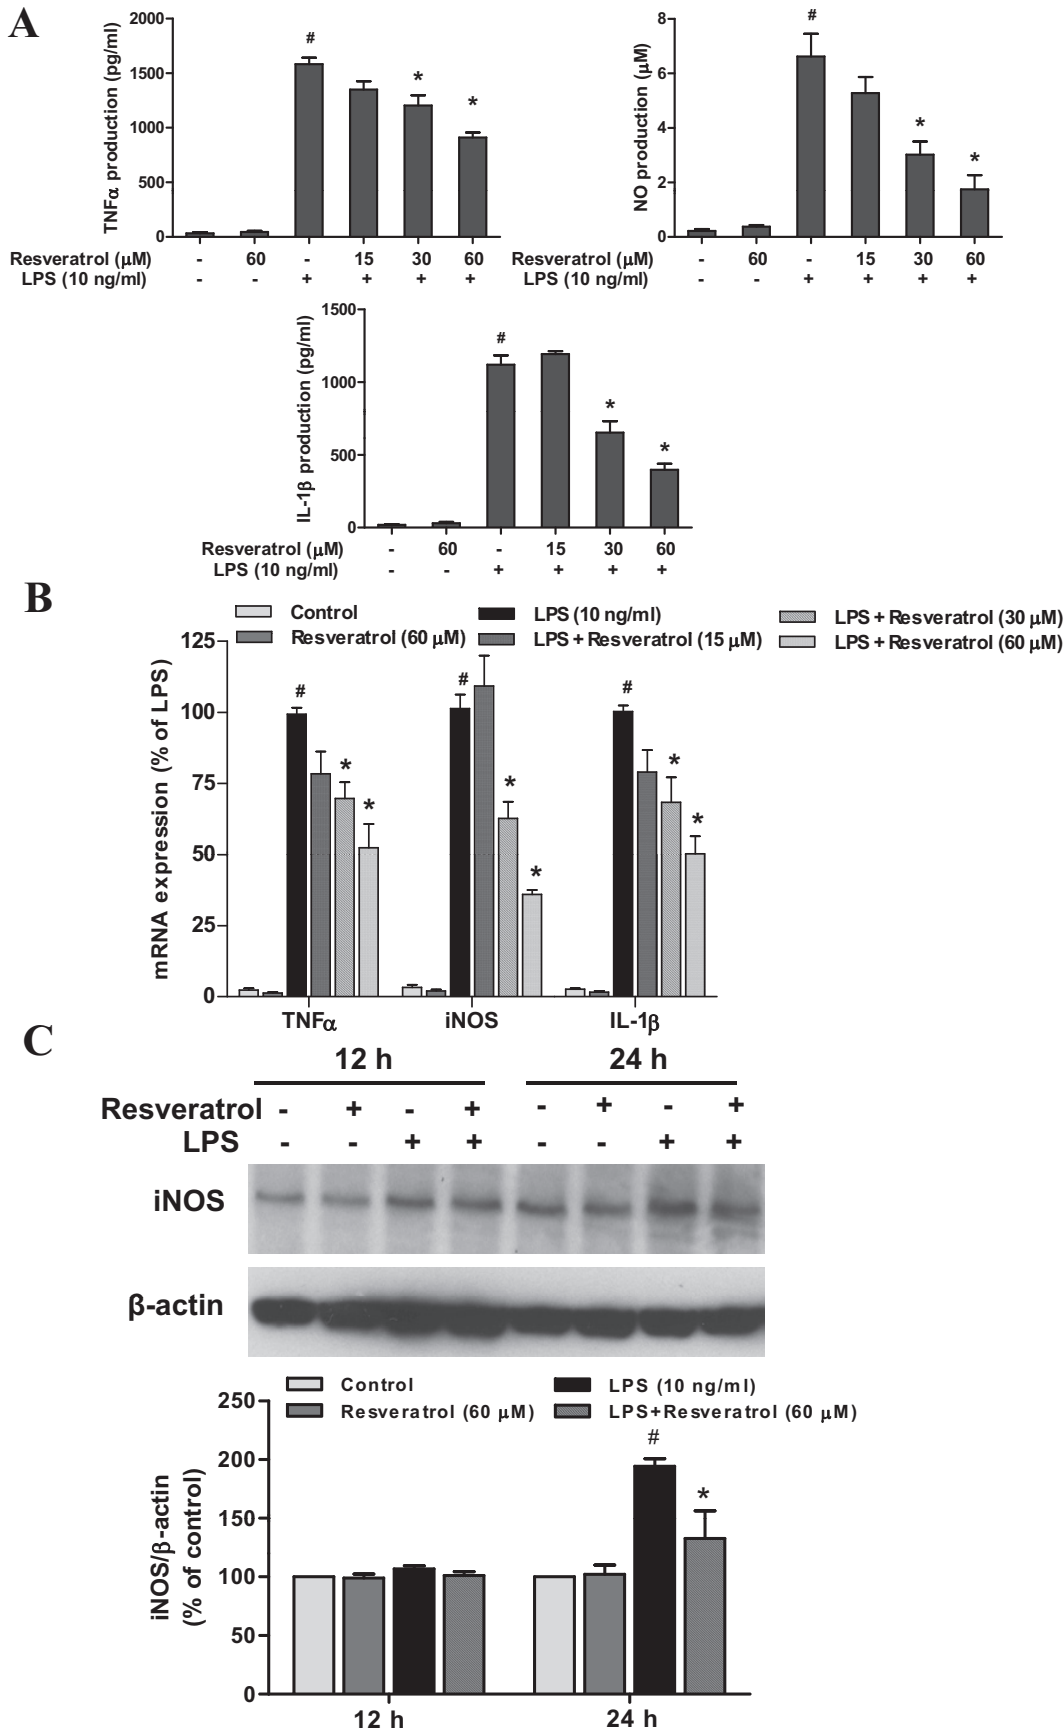 A
TNFα production (pg/ml)
2000
1500
1000
500
0
#
*
*
Resveratrol (μM) - 60 - 15 30 60
LPS (10 ng/ml) - - + + + +
NO production (μM)
8
6
4
2
0
#
*
*
Resveratrol (μM) - 60 - 15 30 60
LPS (10 ng/ml) - - + + + +
IL-1β production (pg/ml)
1500
1000
500
0
#
*
*
Resveratrol (μM) - 60 - 15 30 60
LPS (10 ng/ml) - - + + + +
B
Control
Resveratrol (60 μM)
LPS (10 ng/ml)
LPS+Resveratrol (15 μM)
LPS+Resveratrol (30 μM)
LPS+Resveratrol (60 μM)
mRNA expression (% of LPS)
125
100
75
50
25
0
# * *
# * *
# * *
TNFα iNOS IL-1β
C
12 h 24 h
Resveratrol - + - + - + - +
LPS - - + + - - + +
iNOS
β-actin
Control
Resveratrol (60 μM)
LPS (10 ng/ml)
LPS+Resveratrol (60 μM)
iNOS/β-actin
(% of control)
250
200
150
100
50
0
#
*
12 h 24 h